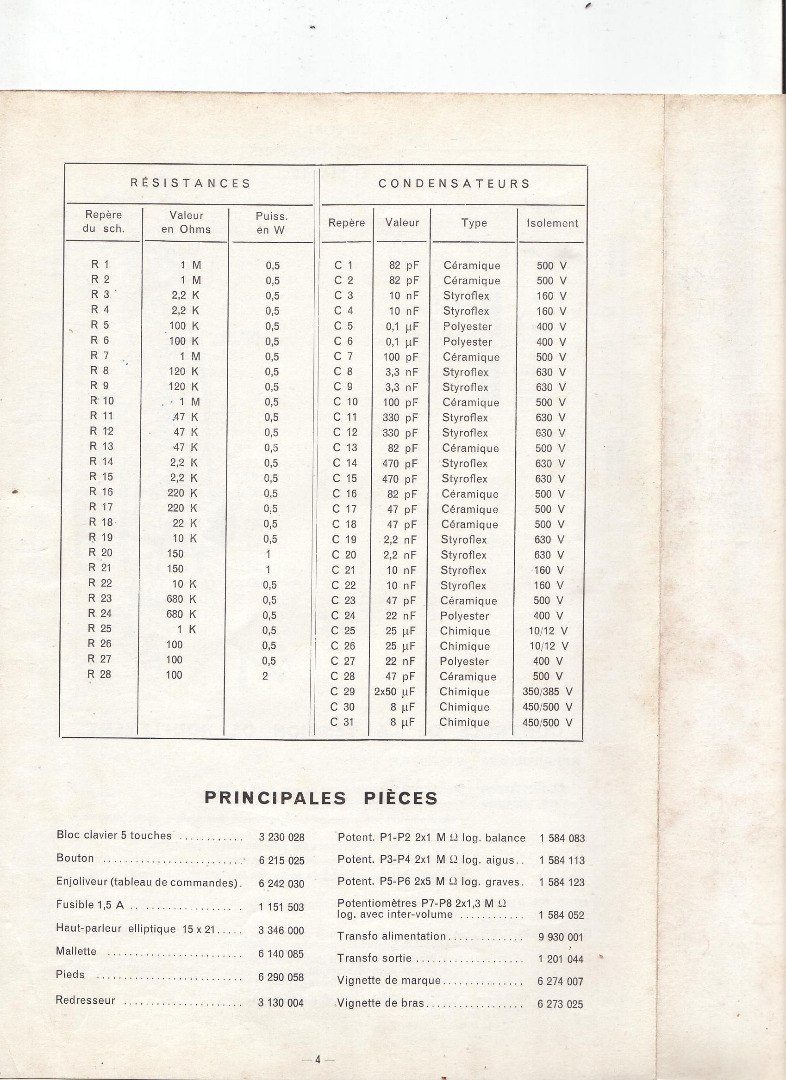 RÉSISTANCES CONDENSATEURS
Repère du sch. Valeur en Ohms Puiss. en W Repère Valeur Type Isolement
R 1 1 M 0,5 C 1 82 pF Céramique 500 V
R 2 1 M 0,5 C 2 82 pF Céramique 500 V
R 3 2,2 K 0,5 C 3 10 nF Styroflex 160 V
R 4 2,2 K 0,5 C 4 10 nF Styroflex 160 V
R 5 100 K 0,5 C 5 0,1 µF Polyester 400 V
R 6 100 K 0,5 C 6 0,1 µF Polyester 400 V
R 7 1 M 0,5 C 7 100 pF Céramique 500 V
R 8 120 K 0,5 C 8 3,3 nF Styroflex 630 V
R 9 120 K 0,5 C 9 3,3 nF Styroflex 630 V
R 10 1 M 0,5 C 10 100 pF Céramique 500 V
R 11 47 K 0,5 C 11 330 pF Styroflex 630 V
R 12 47 K 0,5 C 12 330 pF Styroflex 630 V
R 13 47 K 0,5 C 13 82 pF Céramique 500 V
R 14 2,2 K 0,5 C 14 470 pF Styroflex 630 V
R 15 2,2 K 0,5 C 15 470 pF Styroflex 630 V
R 16 220 K 0,5 C 16 82 pF Céramique 500 V
R 17 220 K 0,5 C 17 47 pF Céramique 500 V
R 18 22 K 0,5 C 18 47 pF Céramique 500 V
R 19 10 K 0,5 C 19 2,2 nF Styroflex 630 V
R 20 150 1 C 20 2,2 nF Styroflex 630 V
R 21 150 1 C 21 10 nF Styroflex 160 V
R 22 10 K 0,5 C 22 10 nF Styroflex 160 V
R 23 680 K 0,5 C 23 47 pF Céramique 500 V
R 24 680 K 0,5 C 24 22 nF Polyester 400 V
R 25 1 K 0,5 C 25 25 µF Chimique 10/12 V
R 26 100 0,5 C 26 25 µF Chimique 10/12 V
R 27 100 0,5 C 27 22 nF Polyester 400 V
R 28 100 2 C 28 47 pF Céramique 500 V
C 29 2x50 µF Chimique 350/385 V
C 30 8 µF Chimique 450/500 V
C 31 8 µF Chimique 450/500 V
PRINCIPALES PIÈCES
Bloc clavier 5 touches ............ 3 230 028
Bouton .......................... 6 215 025
Enjoliveur (tableau de commandes). 6 242 030
Fusible 1,5 A .................... 1 151 503
Haut-parleur elliptique 15 x 21..... 3 346 000
Mallette ......................... 6 140 085
Pieds ........................... 6 290 058
Redresseur ...................... 3 130 004
Potent. P1-P2 2x1 M Ω log. balance 1 584 083
Potent. P3-P4 2x1 M Ω log. aigus.. 1 584 113
Potent. P5-P6 2x5 M Ω log. graves. 1 584 123
Potentiomètres P7-P8 2x1,3 M Ω
log. avec inter-volume ............ 1 584 052
Transfo alimentation.............. 9 930 001
Transfo sortie .................... 1 201 044
Vignette de marque............... 6 274 007
Vignette de bras.................. 6 273 025
— 4 —